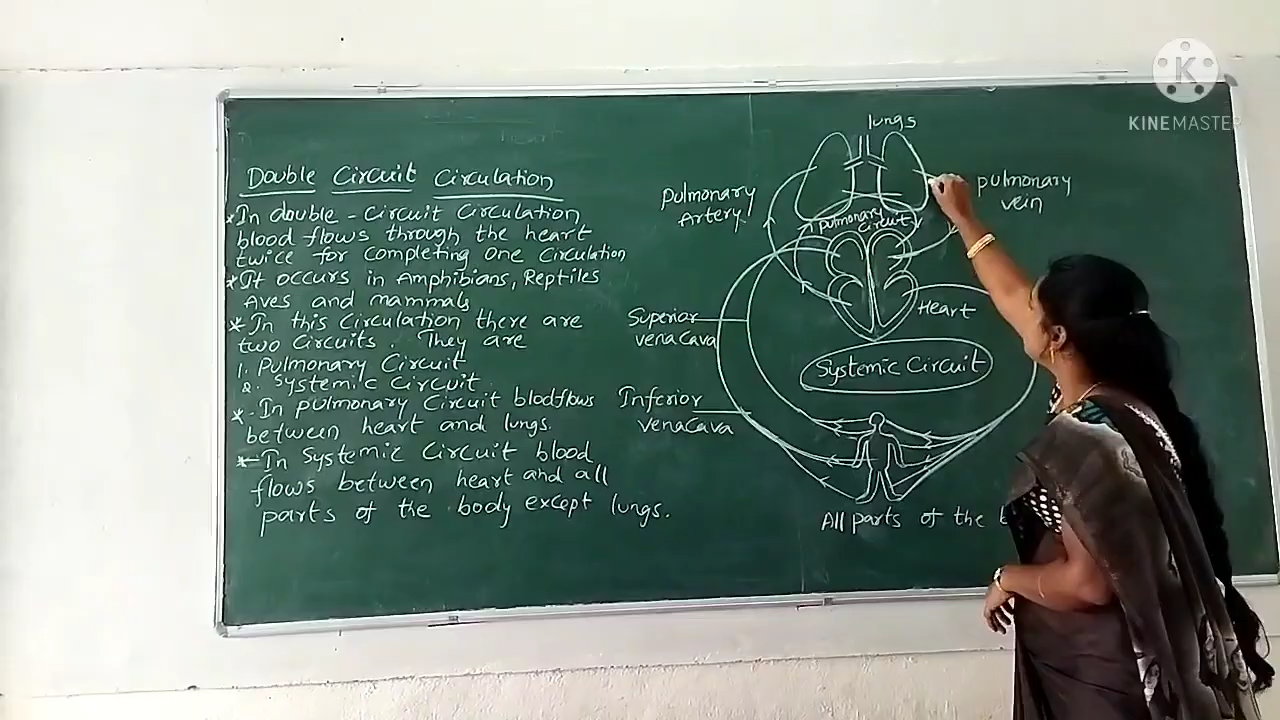 Double Circuit Circulation
*In double - circuit circulation
blood flows through the heart
twice for completing one circulation
*It occurs in Amphibians, Reptiles
Aves and mammals
*In this circulation there are
two circuits. They are
1. Pulmonary Circuit
2. Systemic circuit.
* In pulmonary circuit blodflows
between heart and lungs.
* In systemic circuit blood
flows between heart and all
parts of the body except lungs.
lungs
Pulmonary
Artery
pulmonary
vein
Pulmonary
Circuit
Superior
venacava
Heart
Systemic Circuit
Inferior
venacava
All parts of the
K
KINEMASTER